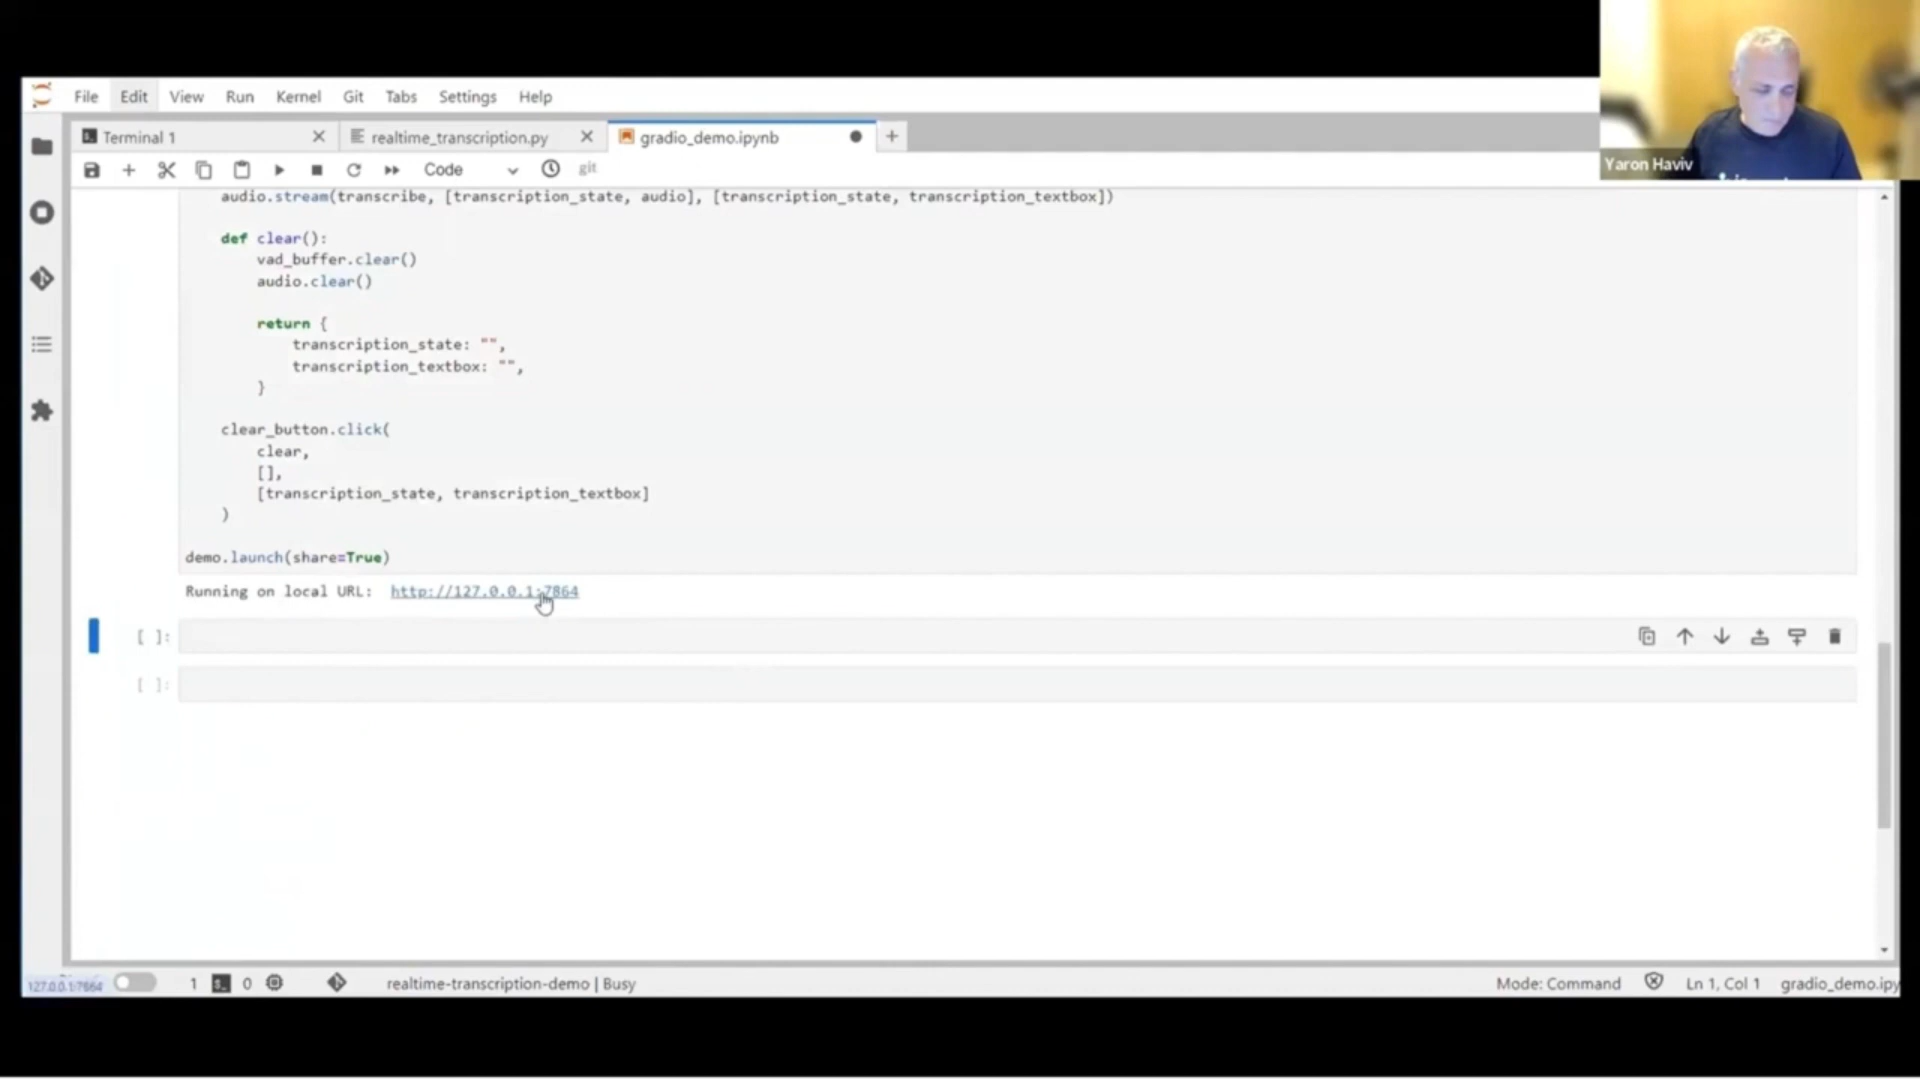 Yaron Haviv
File Edit View Run Kernel Git Tabs Settings Help
Terminal 1 realtime_transcription.py gradio_demo.ipynb
Code git
audio.stream(transcribe, [transcription_state, audio], [transcription_state, transcription_textbox])
def clear():
vad_buffer.clear()
audio.clear()
return {
transcription_state: "",
transcription_textbox: "",
}
clear_button.click(
clear,
[],
[transcription_state, transcription_textbox]
)
demo.launch(share=True)
Running on local URL: http://127.0.0.1:7864
[ ]:
[ ]:
127.0.0.1:7864 1 0 realtime-transcription-demo | Busy Mode: Command Ln 1, Col 1 gradio_demo.ipy